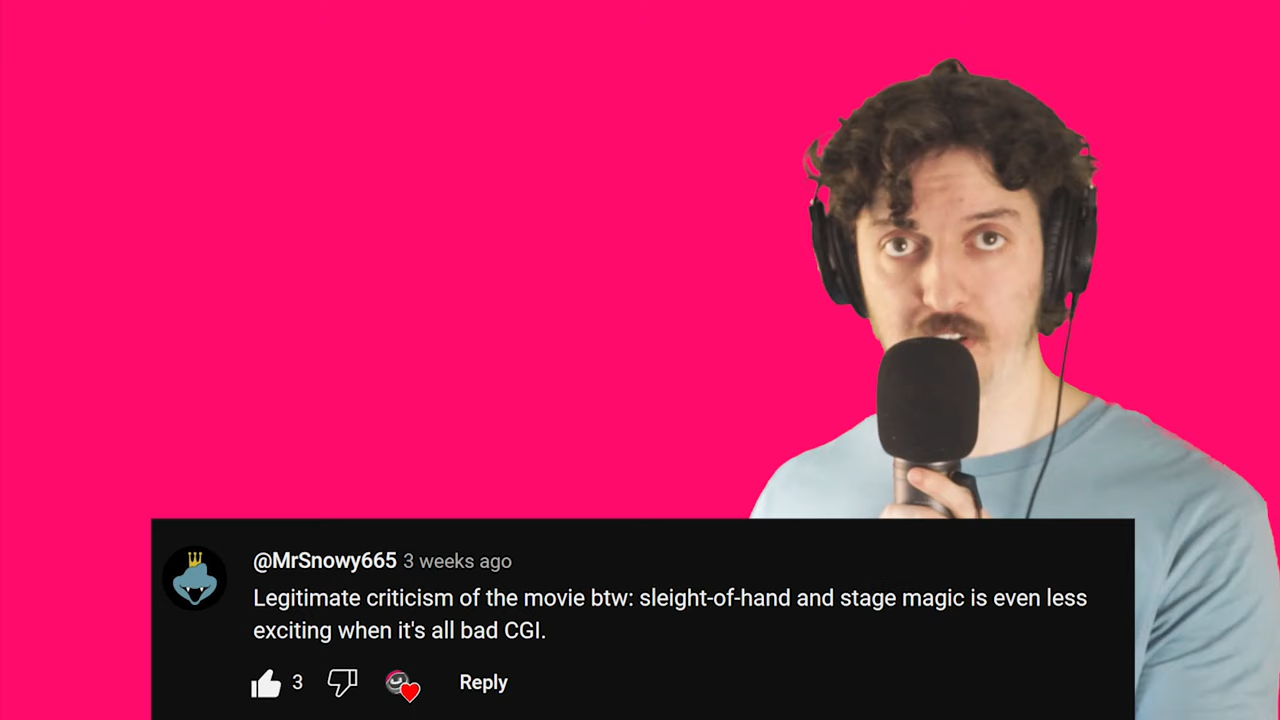 @MrSnowy665 3 weeks ago
Legitimate criticism of the movie btw: sleight-of-hand and stage magic is even less
exciting when it's all bad CGI.
3 Reply